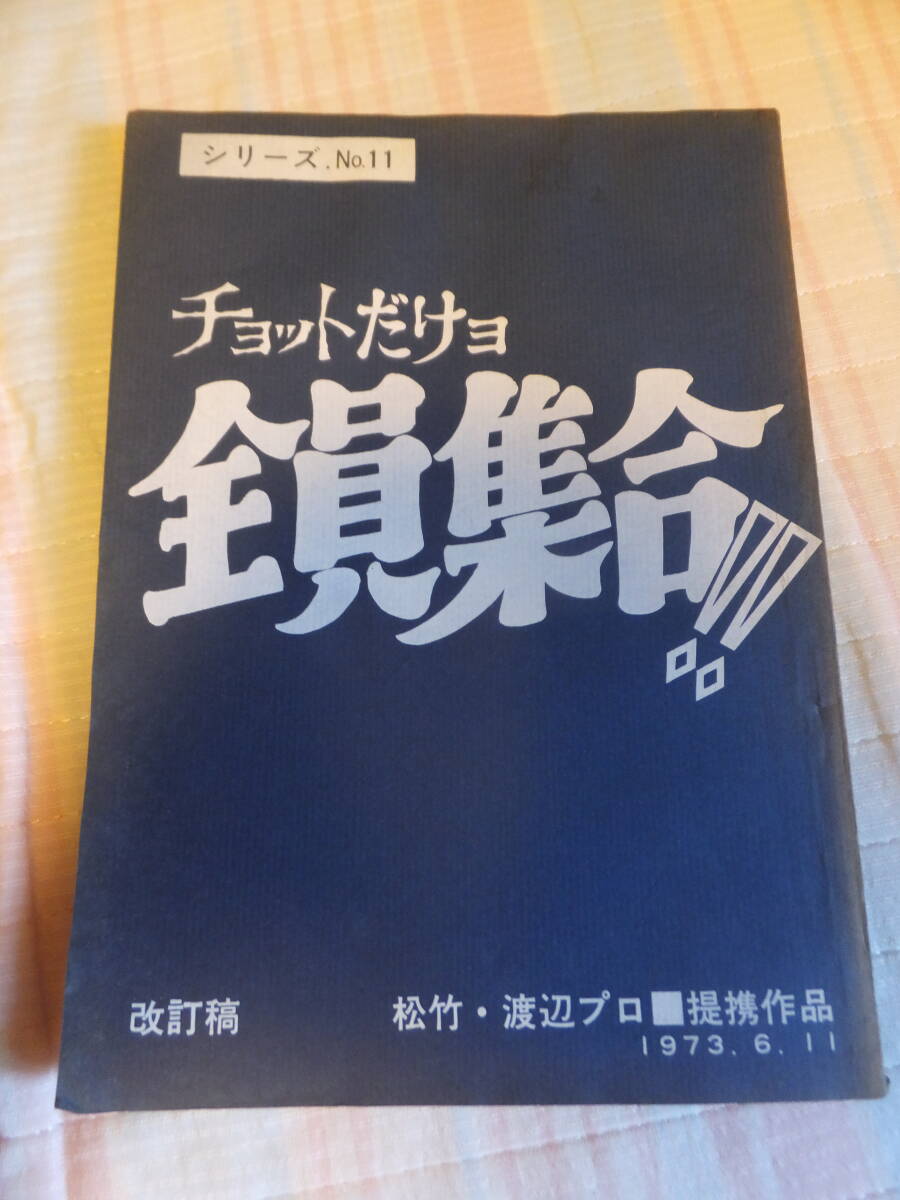 シリーズ.No.11
チョットだけョ
全員集合!!
改訂稿
松竹・渡辺プロ■提携作品
1973.6.11